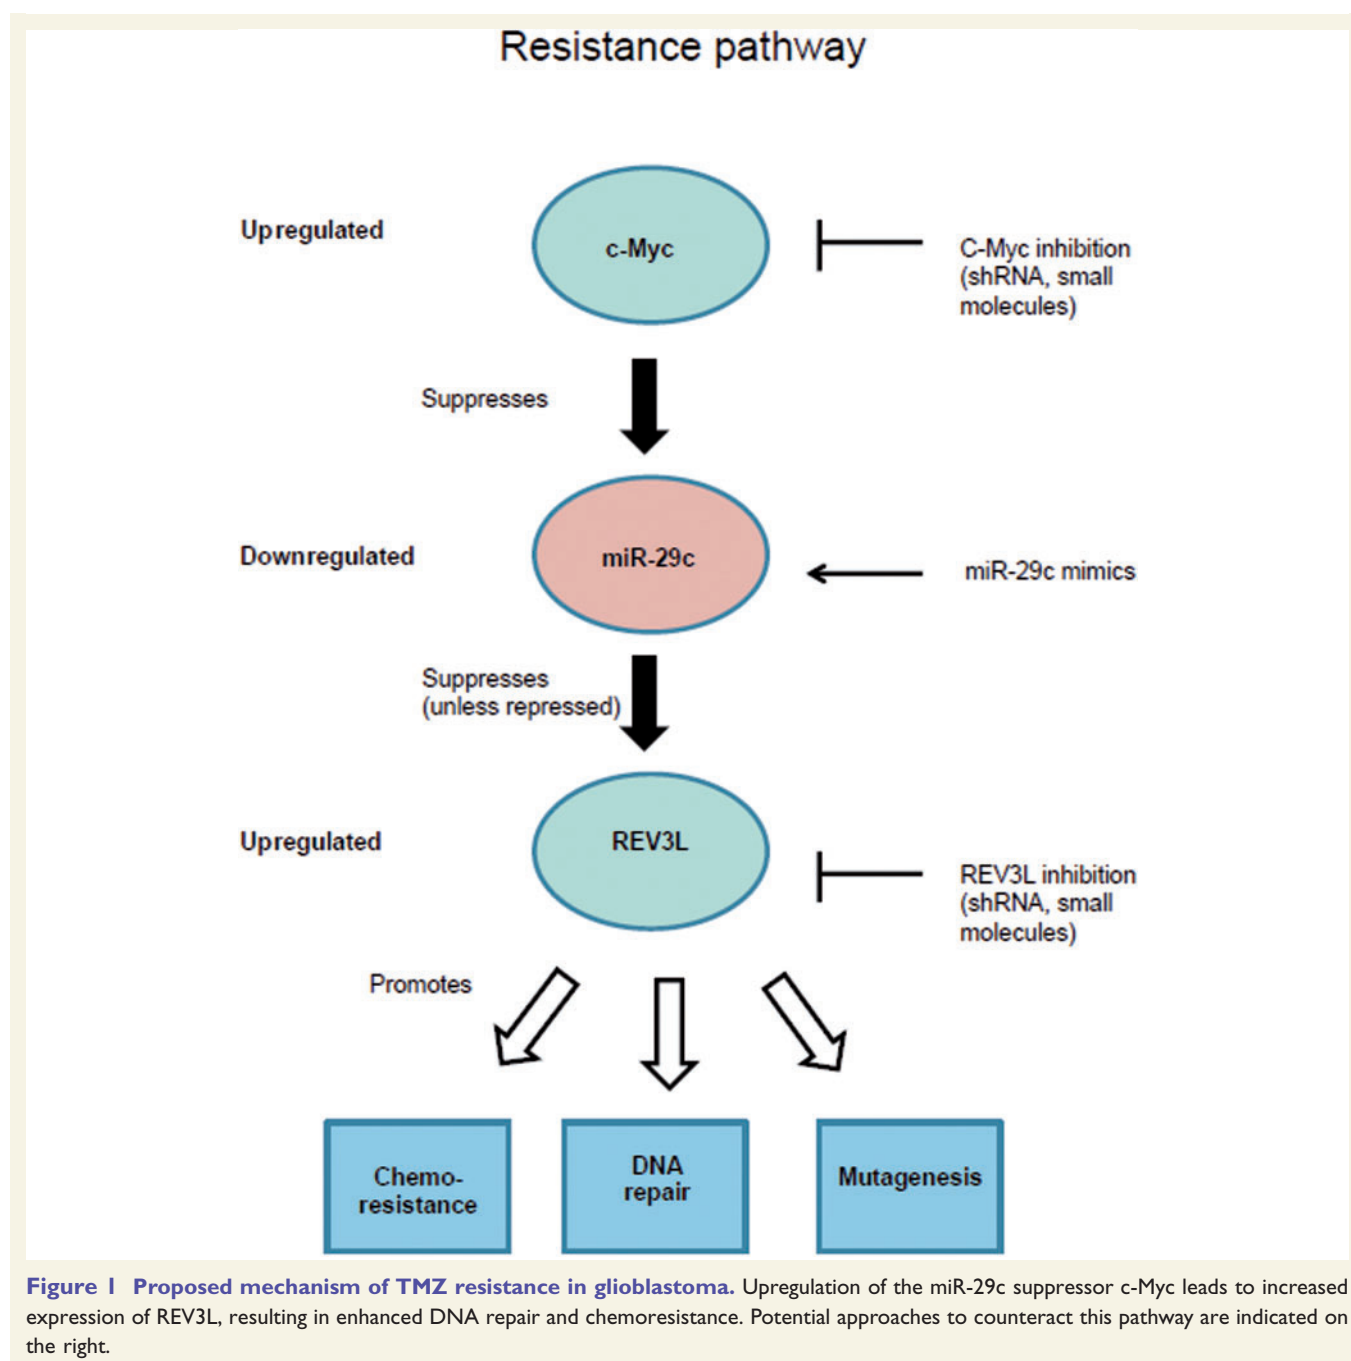 Resistance pathway
Upregulated
c-Myc
C-Myc inhibition
(shRNA, small
molecules)
Suppresses
Downregulated
miR-29c
miR-29c mimics
Suppresses
(unless repressed)
Upregulated
REV3L
REV3L inhibition
(shRNA, small
molecules)
Promotes
Chemo-
resistance
DNA
repair
Mutagenesis
Figure 1 Proposed mechanism of TMZ resistance in glioblastoma. Upregulation of the miR-29c suppressor c-Myc leads to increased
expression of REV3L, resulting in enhanced DNA repair and chemoresistance. Potential approaches to counteract this pathway are indicated on
the right.